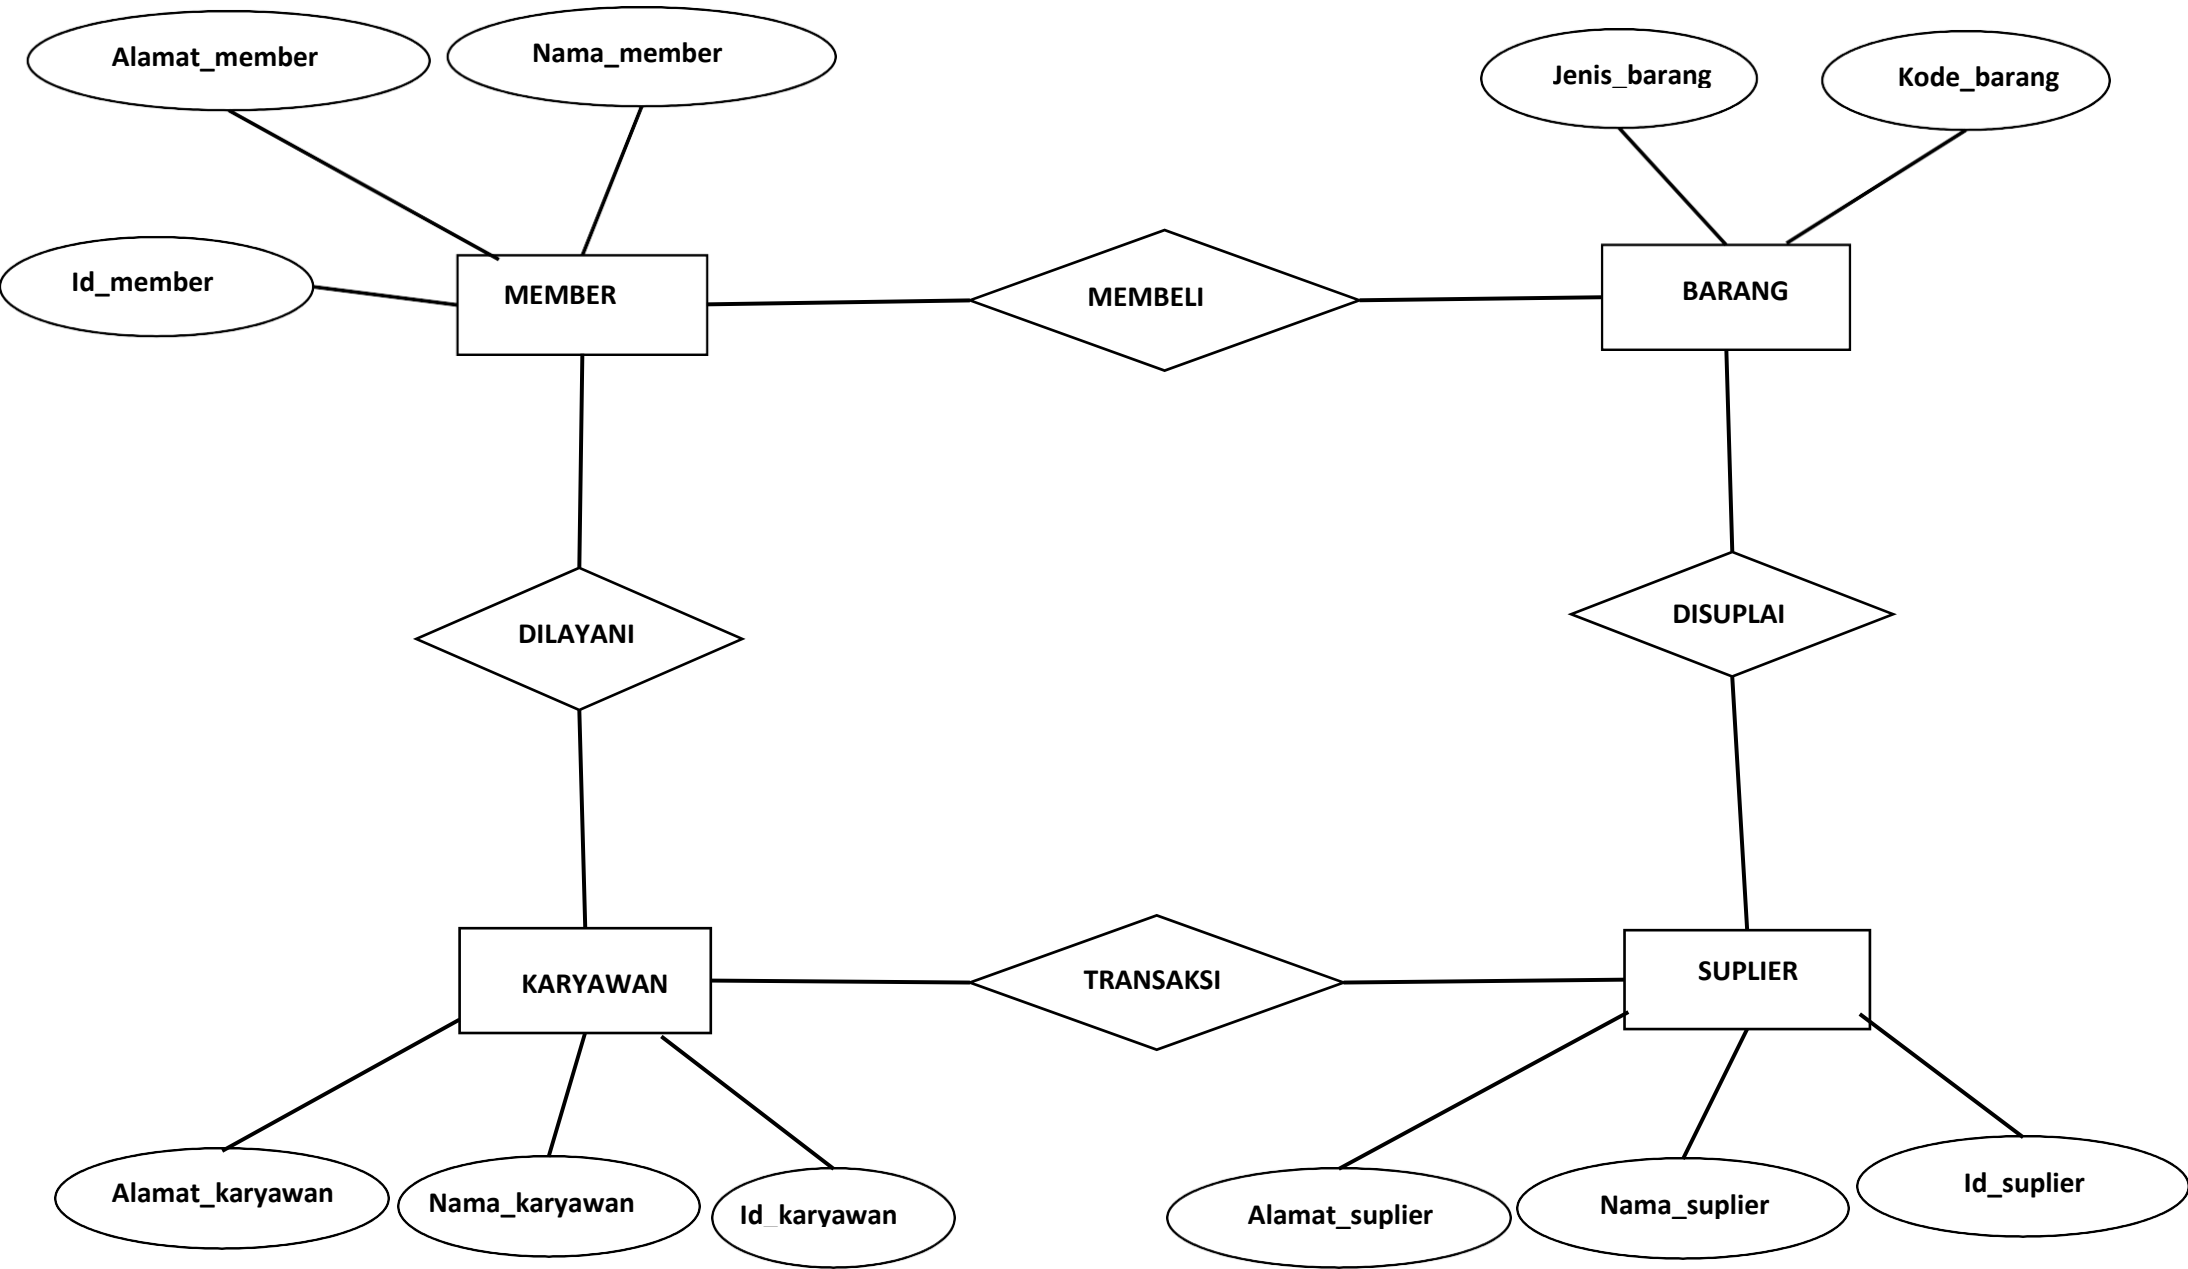 Alamat_member
Nama_member
Jenis_barang
Kode_barang
Id_member
MEMBER
MEMBELI
BARANG
DILAYANI
DISUPLAI
KARYAWAN
TRANSAKSI
SUPLIER
Alamat_karyawan
Nama_karyawan
Id_karyawan
Alamat_suplier
Nama_suplier
Id_suplier